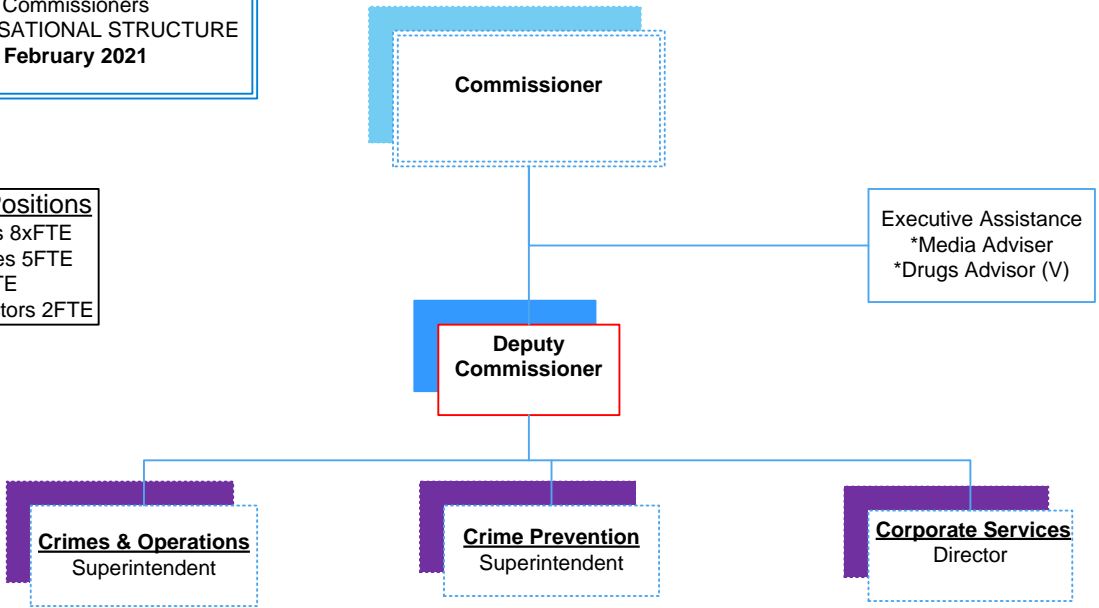 Commissioners
SATIONAL STRUCTURE
February 2021
Commissioner
ositions
s 8xFTE
es 5FTE
TE
tors 2FTE
Executive Assistance
*Media Adviser
*Drugs Advisor (V)
Deputy
Commissioner
Crimes & Operations
Superintendent
Crime Prevention
Superintendent
Corporate Services
Director